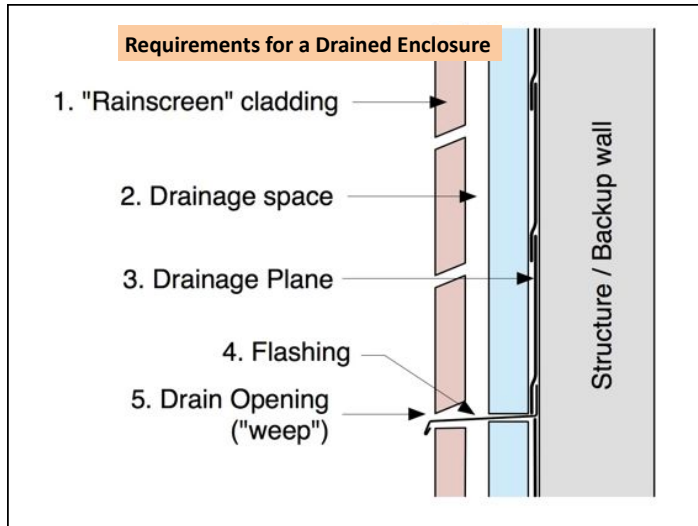 Requirements for a Drained Enclosure
1. "Rainscreen" cladding
2. Drainage space
3. Drainage Plane
4. Flashing
5. Drain Opening
("weep")
Structure / Backup wall